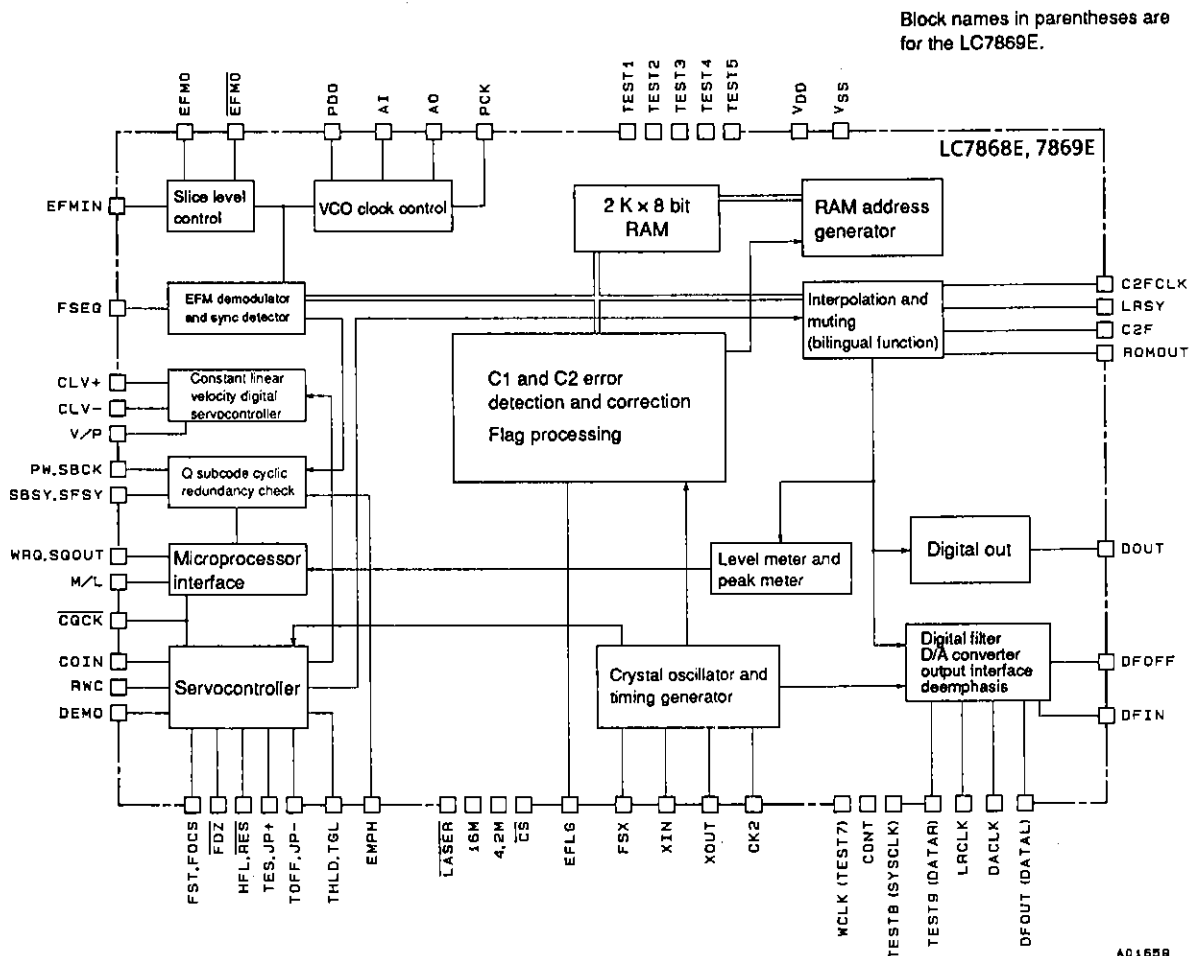 Block names in parentheses are
for the LC7869E.
EFMO
EFMO
PDO
AI
AO
PCK
TEST1
TEST2
TEST3
TEST4
TEST5
VDD
VSS
LC7868E, 7869E
EFMIN
Slice level
control
VCO clock control
2 K × 8 bit
RAM
RAM address
generator
FSEQ
EFM demodulator
and sync detector
Interpolation and
muting
(bilingual function)
C2FCLK
LRSY
C2F
ROMOUT
CLV+
CLV-
V/P
Constant linear
velocity digital
servocontroller
C1 and C2 error
detection and correction
Flag processing
PW,SBCK
SBSY,SFSY
Q subcode cyclic
redundancy check
WRQ,SQOUT
M/L
Microprocessor
interface
Level meter and
peak meter
Digital out
DOUT
CQCK
COIN
RWC
DEMO
Servocontroller
Crystal oscillator and
timing generator
Digital filter
D/A converter
output interface
deemphasis
DFOFF
DFIN
FST,FOCS
FDZ
HFL,RES
TES,JP+
TOFF,JP-
THLD,TGL
EMPH
LASER
16M
4.2M
CS
EFLG
FSX
XIN
XOUT
CK2
WCLK (TEST7)
CONT
TEST8 (SYSCLK)
TEST9 (DATAR)
LRCLK
DACLK
DFOUT (DATAL)
A01658